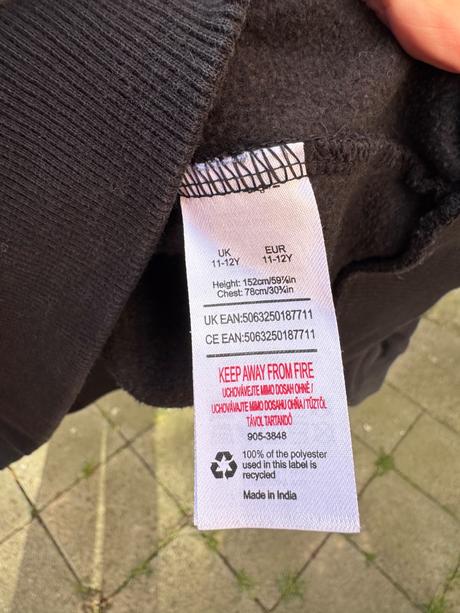 UK EUR
11-12Y 11-12Y
Height: 152cm/59⅞in
Chest: 78cm/30¾in
UK EAN:5063250187711
CE EAN:5063250187711
KEEP AWAY FROM FIRE
UCHOVÁVEJTE MIMO DOSAH OHNĚ /
UCHOVÁVAJTE MIMO DOSAHU OHŇA / TŰZTŐL
TÁVOL TARTANDÓ
905-3848
100% of the polyester
used in this label is
recycled
Made in India